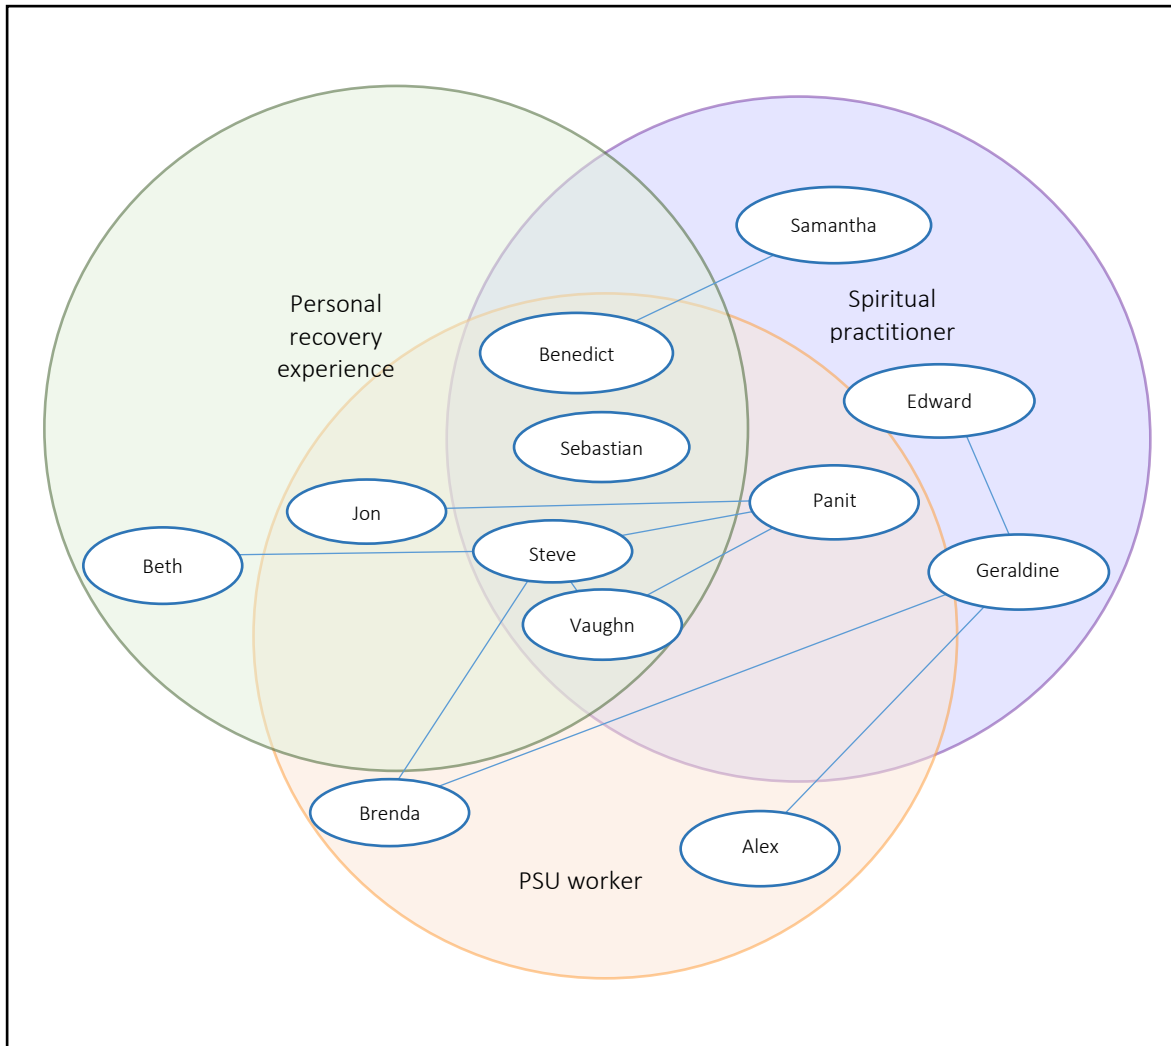 Samantha
Personal
recovery
experience
Spiritual
practitioner
Benedict
Edward
Sebastian
Jon
Panit
Beth
Steve
Geraldine
Vaughn
Brenda
Alex
PSU worker